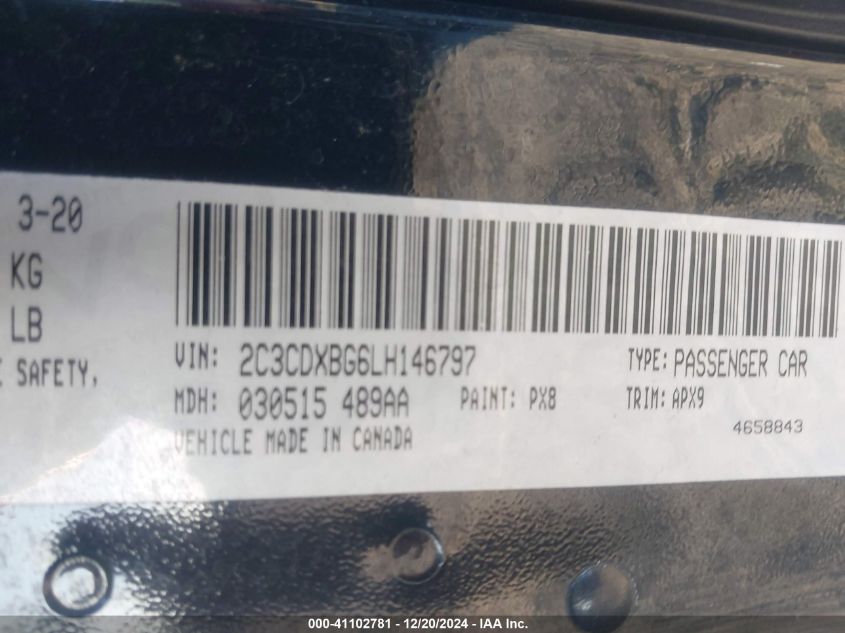 3-20
KG
LB
SAFETY,
VIN: 2C3CDXBG6LH146797 TYPE: PASSENGER CAR
MDH: 030515 489AA PAINT: PX8 TRIM: APX9
4658843
VEHICLE MADE IN CANADA
000-41102781 - 12/20/2024 - IAA Inc.